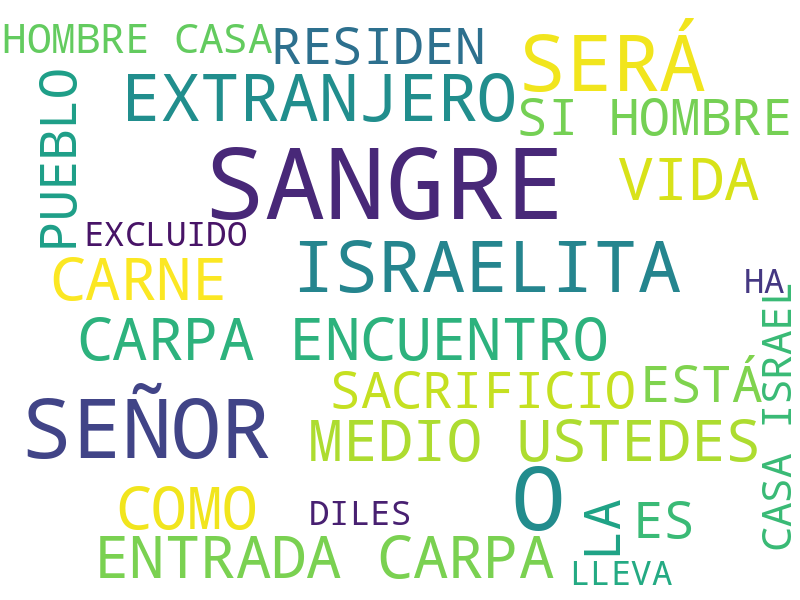 HOMBRE CASA
RESIDEN
SERÁ
PUEBLO
EXTRANJERO
SI HOMBRE
SANGRE
VIDA
EXCLUIDO
CARNE
ISRAELITA
HA
CARPA ENCUENTRO
CASA ISRAEL
SACRIFICIO
ESTÁ
SEÑOR
MEDIO USTEDES
COMO
DILES
O
LA
ES
ENTRADA CARPA
LLEVA